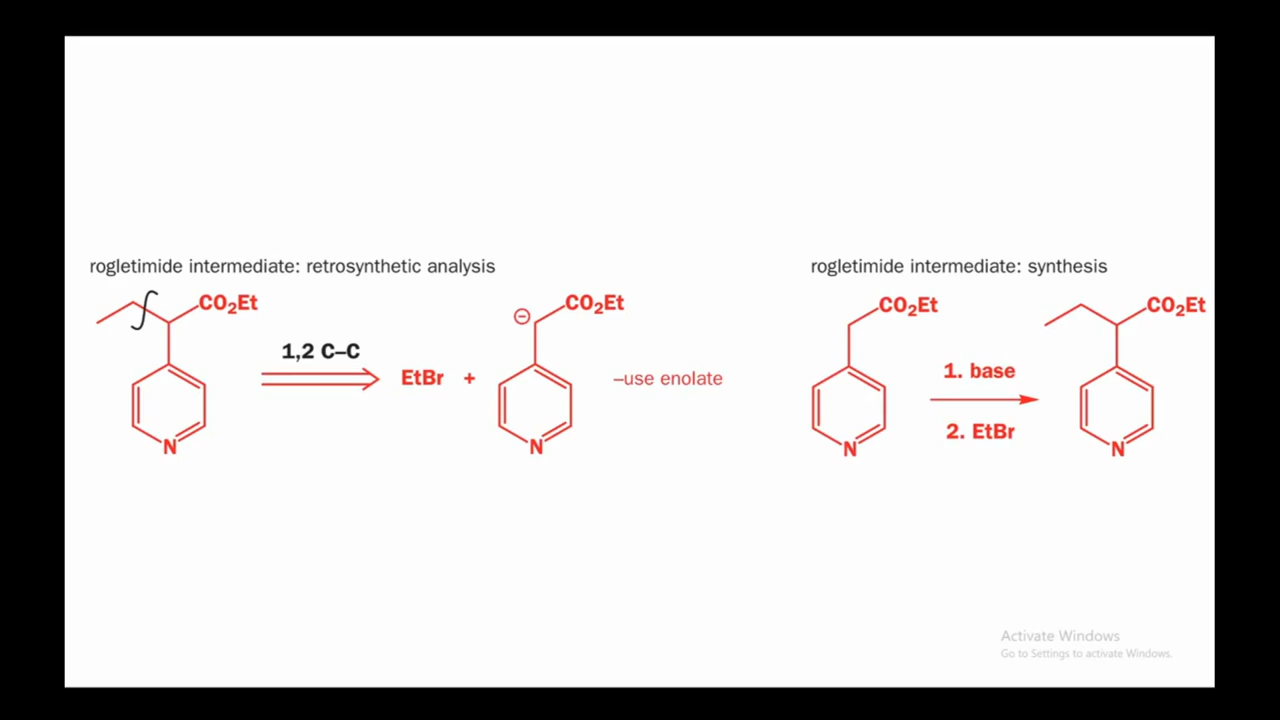 rogletimide intermediate: retrosynthetic analysis
CO₂Et
1,2 C–C
N
EtBr +
⊖
CO₂Et
N
–use enolate
rogletimide intermediate: synthesis
CO₂Et
N
1. base
2. EtBr
CO₂Et
N
Activate Windows
Go to Settings to activate Windows.